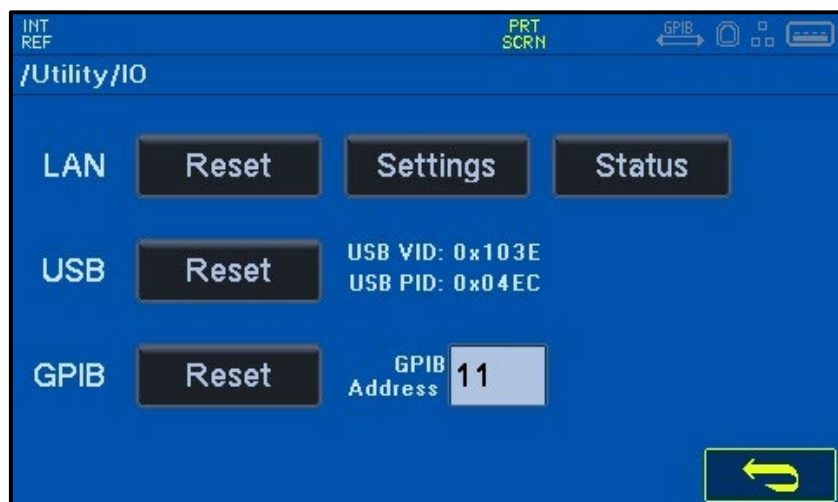 INT
REF
PRT
SCRN
GPIB
/Utility/IO
LAN
Reset
Settings
Status
USB
Reset
USB VID: 0x103E
USB PID: 0x04EC
GPIB
Reset
GPIB
Address
11